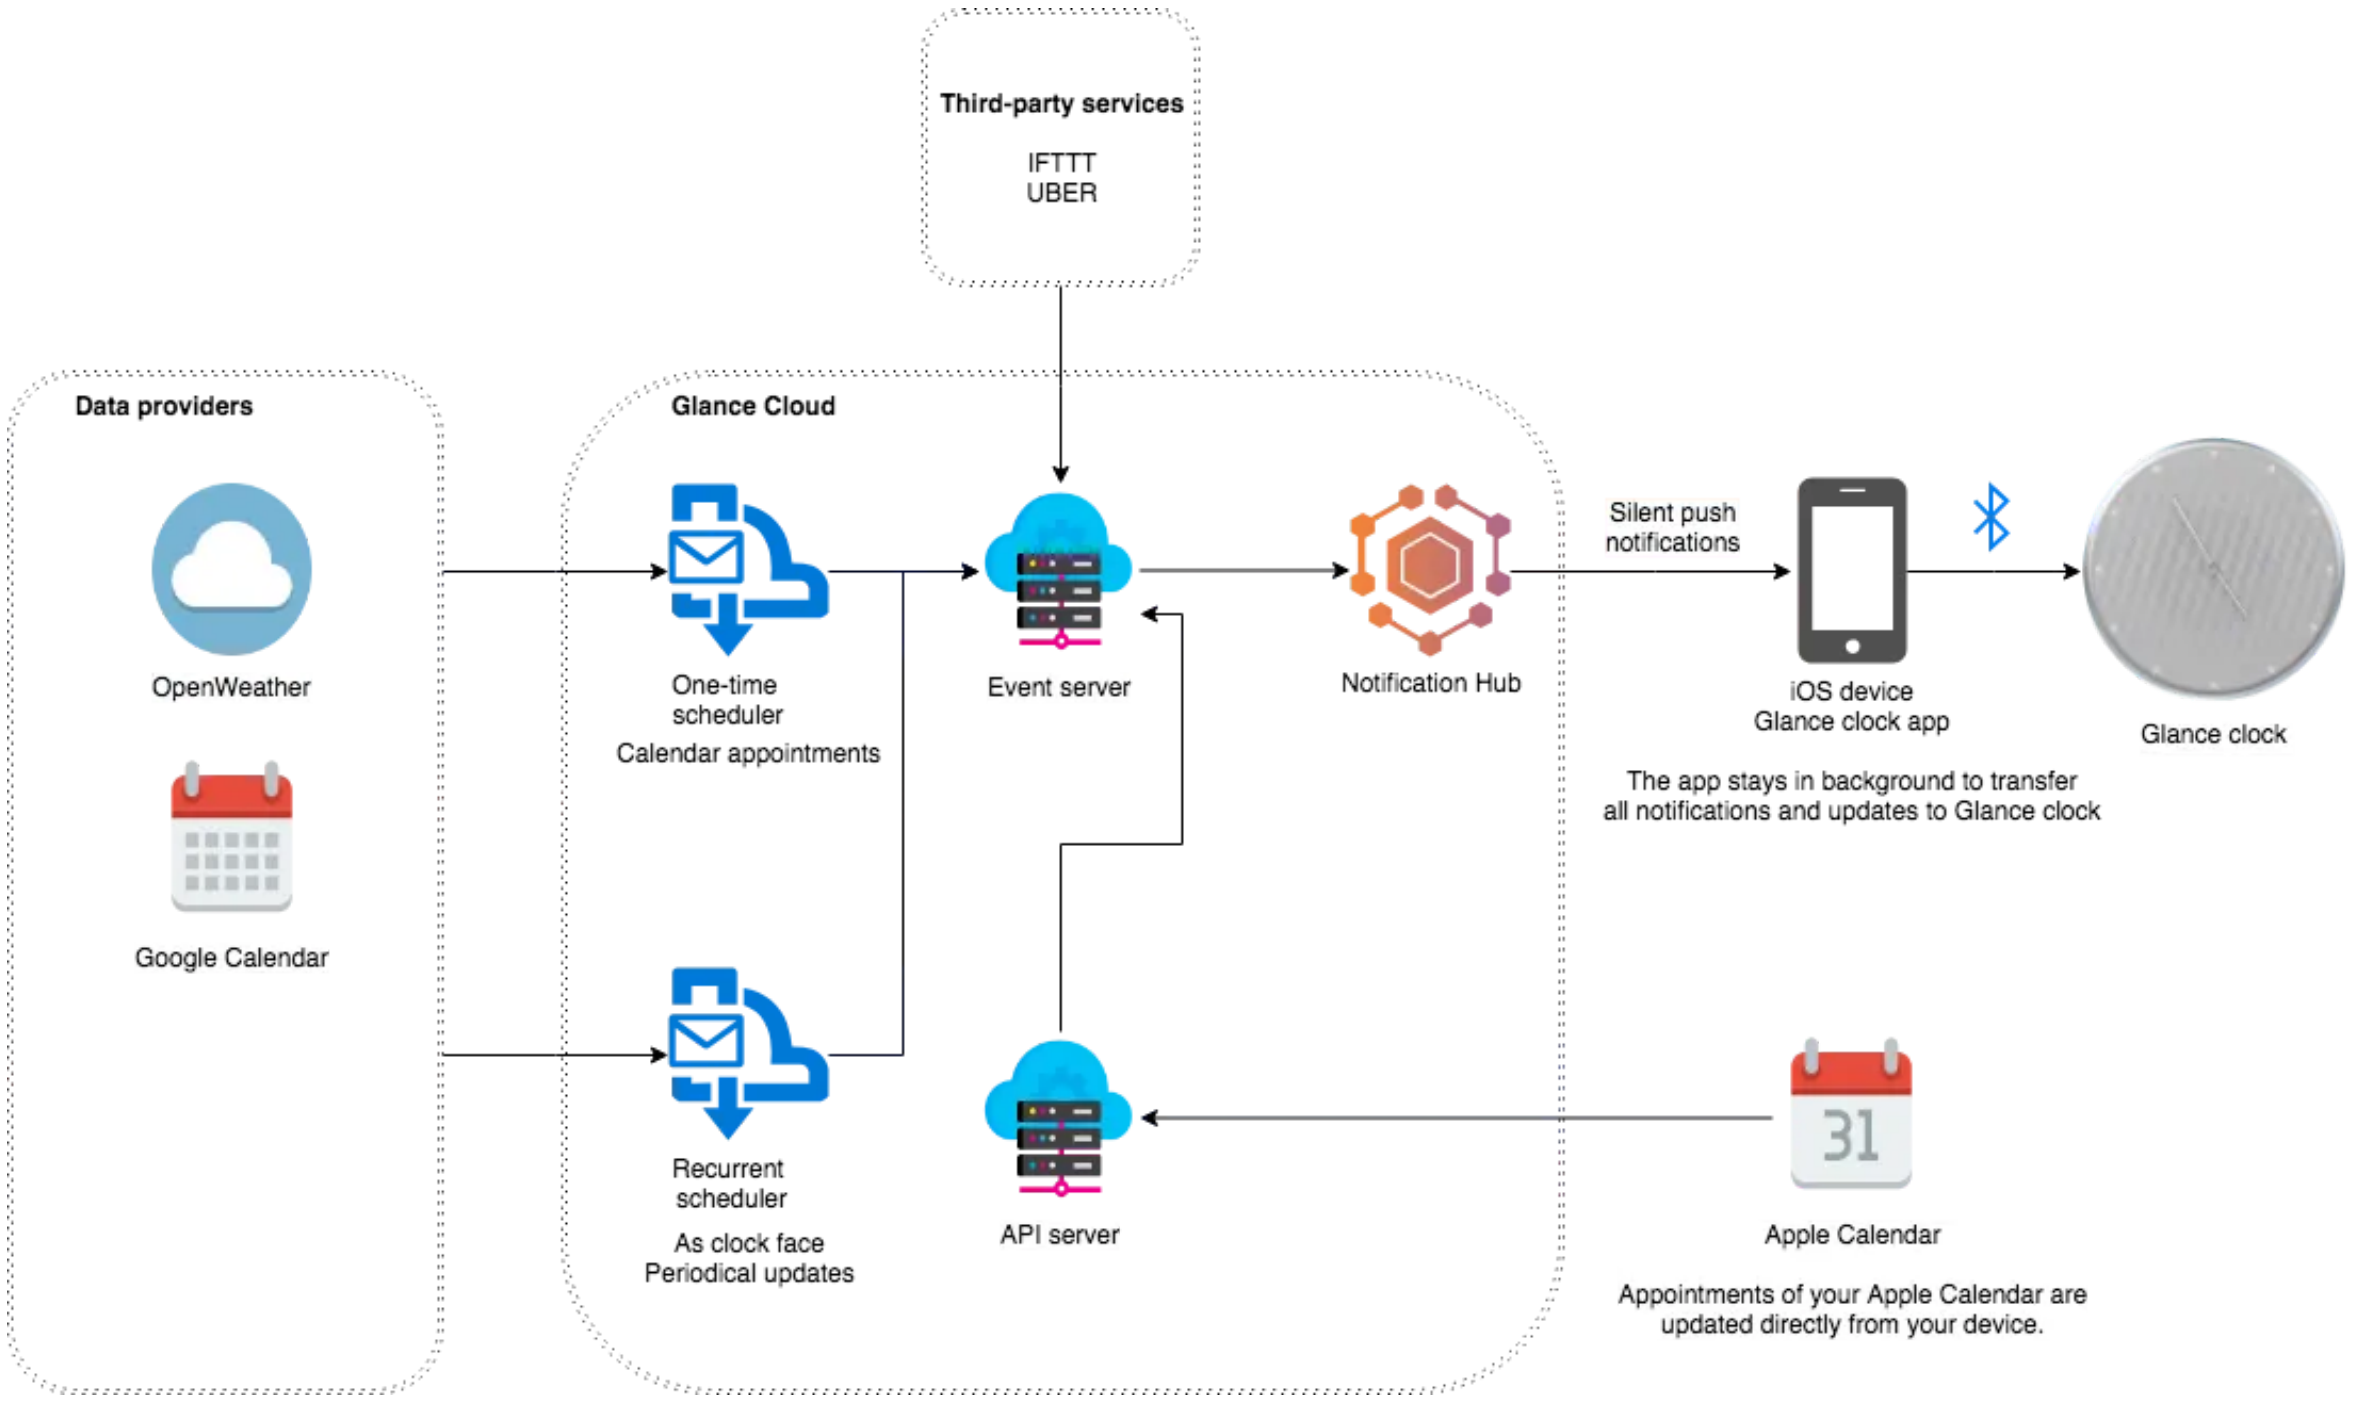 Third-party services
IFTTT
UBER
Data providers
OpenWeather
Google Calendar
Glance Cloud
One-time
scheduler
Calendar appointments
Event server
Notification Hub
Recurrent
scheduler
As clock face
Periodical updates
API server
Silent push
notifications
iOS device
Glance clock app
The app stays in background to transfer
all notifications and updates to Glance clock
Glance clock
31
Apple Calendar
Appointments of your Apple Calendar are
updated directly from your device.